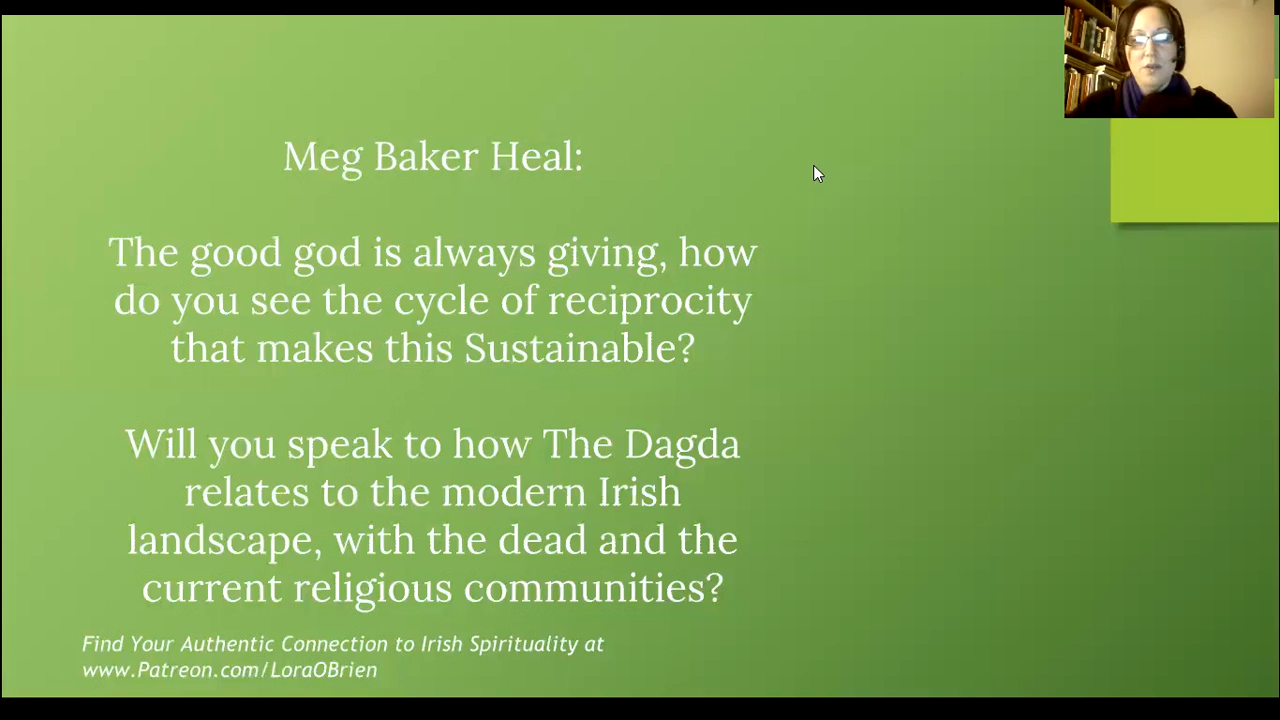 Meg Baker Heal:
The good god is always giving, how
do you see the cycle of reciprocity
that makes this Sustainable?
Will you speak to how The Dagda
relates to the modern Irish
landscape, with the dead and the
current religious communities?
Find Your Authentic Connection to Irish Spirituality at
www.Patreon.com/LoraOBrien